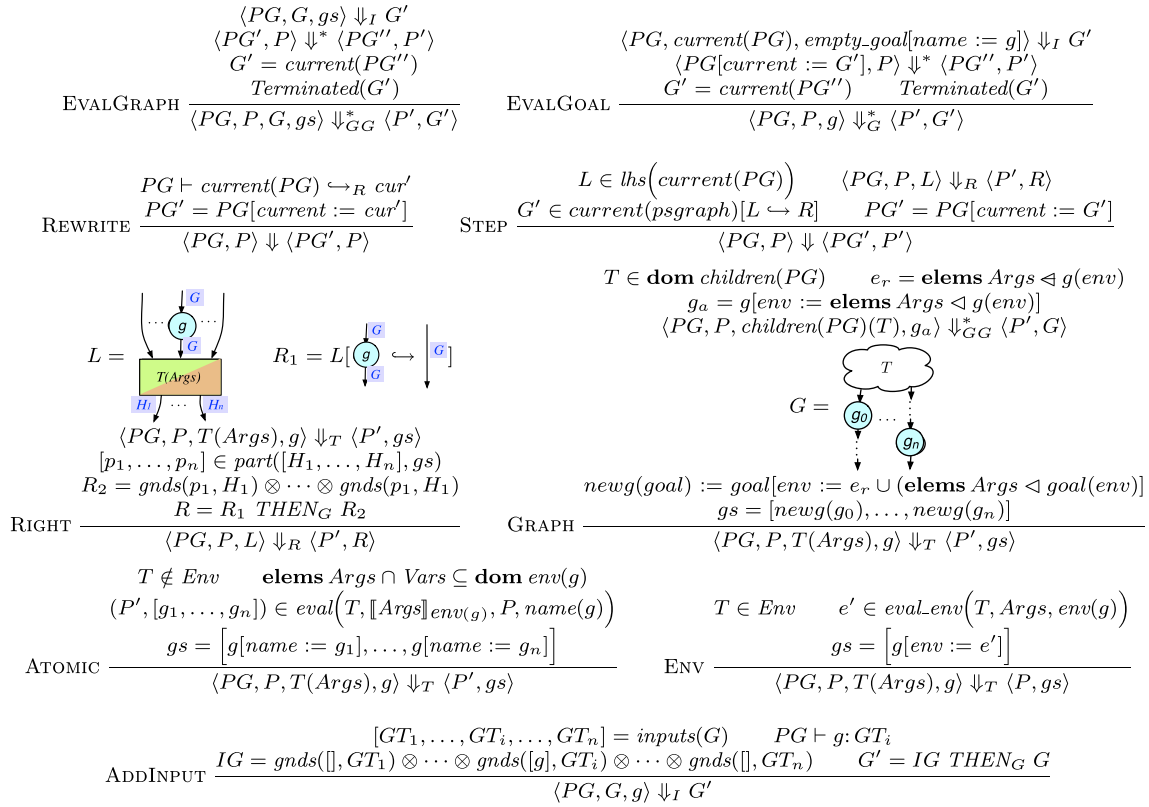 ⟨PG, G, gs⟩ ⇓_I G′
⟨PG′, P⟩ ⇓* ⟨PG″, P′⟩
G′ = current(PG″)
Terminated(G′)
EvalGraph
⟨PG, P, G, gs⟩ ⇓*_GG ⟨P′, G′⟩
⟨PG, current(PG), empty_goal[name := g]⟩ ⇓_I G′
⟨PG[current := G′], P⟩ ⇓* ⟨PG″, P′⟩
G′ = current(PG″) Terminated(G′)
EvalGoal
⟨PG, P, g⟩ ⇓*_G ⟨P′, G′⟩
PG ⊢ current(PG) ↪_R cur′
PG′ = PG[current := cur′]
Rewrite
⟨PG, P⟩ ⇓ ⟨PG′, P⟩
L ∈ lhs(current(PG)) ⟨PG, P, L⟩ ⇓_R ⟨P′, R⟩
G′ ∈ current(psgraph)[L ↪ R] PG′ = PG[current := G′]
Step
⟨PG, P⟩ ⇓ ⟨PG′, P′⟩
G
··· g ···
G
L =
T(Args)
H_1 ··· H_n
R_1 = L[
G
g
G
↪
G
]
⟨PG, P, T(Args), g⟩ ⇓_T ⟨P′, gs⟩
[p_1, . . . , p_n] ∈ part([H_1, . . . , H_n], gs)
R_2 = gnds(p_1, H_1) ⊗ · · · ⊗ gnds(p_1, H_1)
R = R_1 THEN_G R_2
Right
⟨PG, P, L⟩ ⇓_R ⟨P′, R⟩
T ∈ dom children(PG) e_r = elems Args ⩤ g(env)
g_a = g[env := elems Args ◁ g(env)]
⟨PG, P, children(PG)(T), g_a⟩ ⇓*_GG ⟨P′, G⟩
T
G =
g_0 ···
g_n
newg(goal) := goal[env := e_r ∪ (elems Args ◁ goal(env)]
gs = [newg(g_0), . . . , newg(g_n)]
Graph
⟨PG, P, T(Args), g⟩ ⇓_T ⟨P′, gs⟩
T ∉ Env elems Args ∩ Vars ⊆ dom env(g)
(P′, [g_1, . . . , g_n]) ∈ eval(T, ⟦Args⟧_env(g), P, name(g))
gs = [g[name := g_1], . . . , g[name := g_n]]
Atomic
⟨PG, P, T(Args), g⟩ ⇓_T ⟨P′, gs⟩
T ∈ Env e′ ∈ eval_env(T, Args, env(g))
gs = [g[env := e′]]
Env
⟨PG, P, T(Args), g⟩ ⇓_T ⟨P, gs⟩
[GT_1, . . . , GT_i, . . . , GT_n] = inputs(G) PG ⊢ g: GT_i
IG = gnds([], GT_1) ⊗ · · · ⊗ gnds([g], GT_i) ⊗ · · · ⊗ gnds([], GT_n) G′ = IG THEN_G G
AddInput
⟨PG, G, g⟩ ⇓_I G′